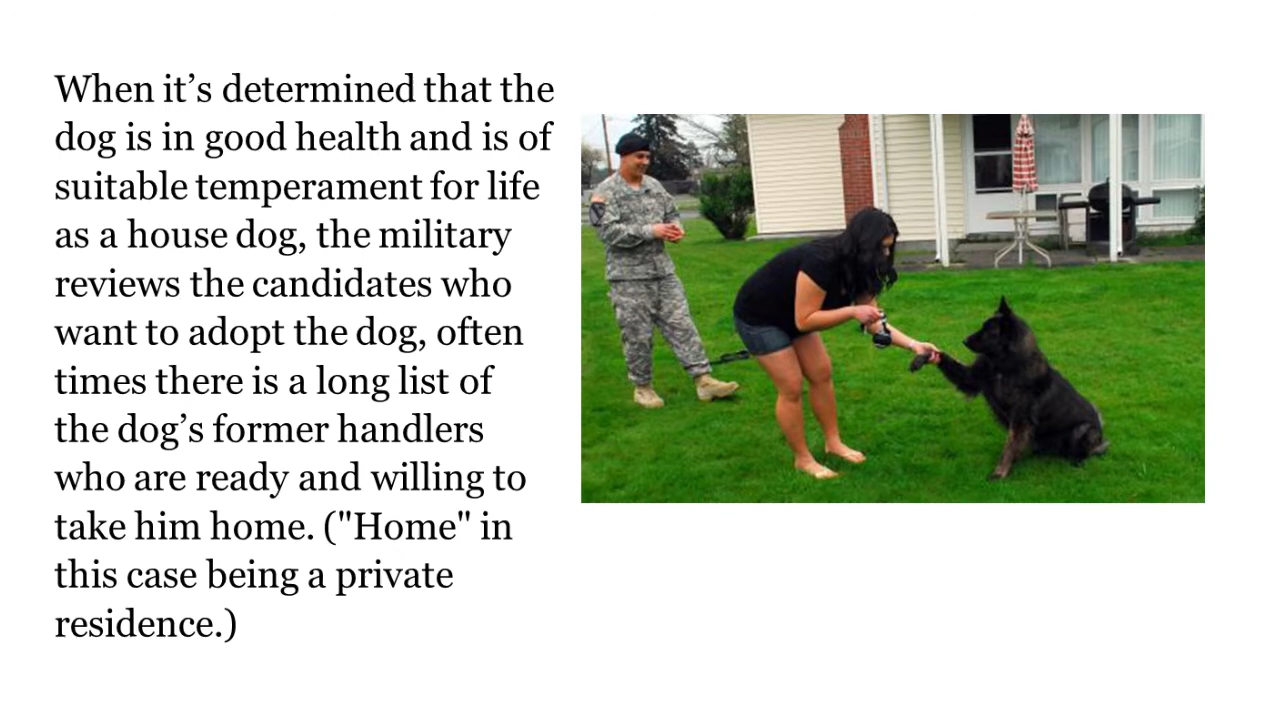 When it’s determined that the
dog is in good health and is of
suitable temperament for life
as a house dog, the military
reviews the candidates who
want to adopt the dog, often
times there is a long list of
the dog’s former handlers
who are ready and willing to
take him home. ("Home" in
this case being a private
residence.)